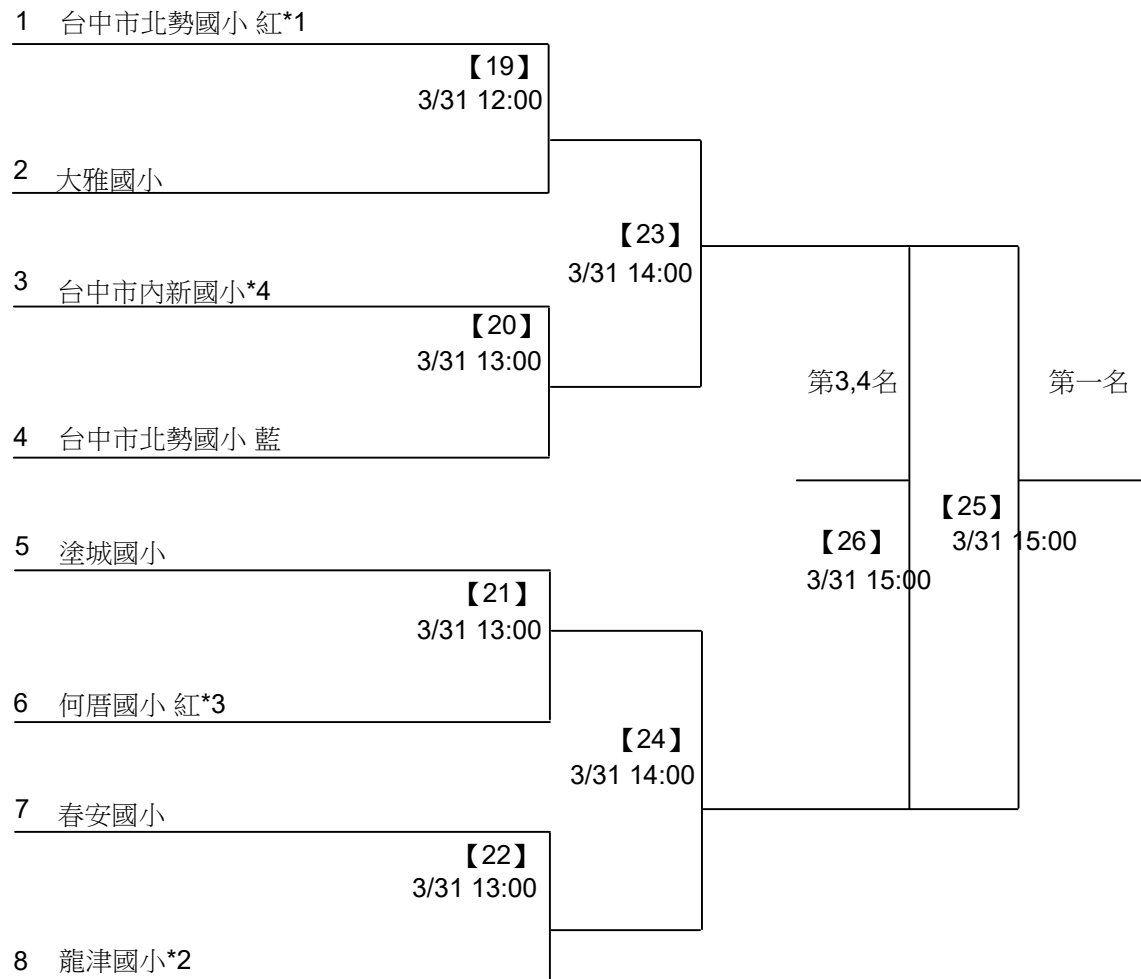 1 台中市北勢國小 紅*1
【19】
3/31 12:00
2 大雅國小
【23】
3/31 14:00
3 台中市內新國小*4
【20】
3/31 13:00
第3,4名
第一名
4 台中市北勢國小 藍
【25】
3/31 15:00
【26】
3/31 15:00
5 塗城國小
【21】
3/31 13:00
6 何厝國小 紅*3
【24】
3/31 14:00
7 春安國小
【22】
3/31 13:00
8 龍津國小*2